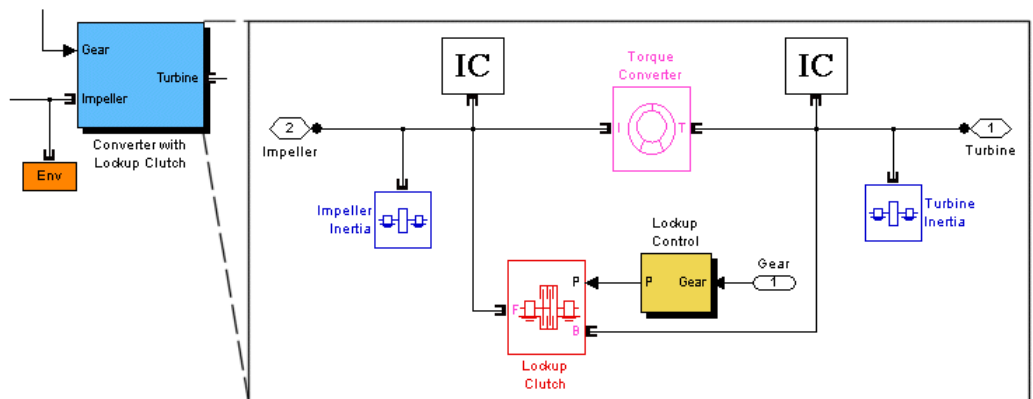 Gear
Turbine
Impeller
Converter with
Lockup Clutch
Env
IC
IC
Torque
Converter
I
T
2
Impeller
1
Turbine
Impeller
Inertia
Turbine
Inertia
Lockup
Control
P
Gear
Gear
1
P
F
B
Lockup
Clutch